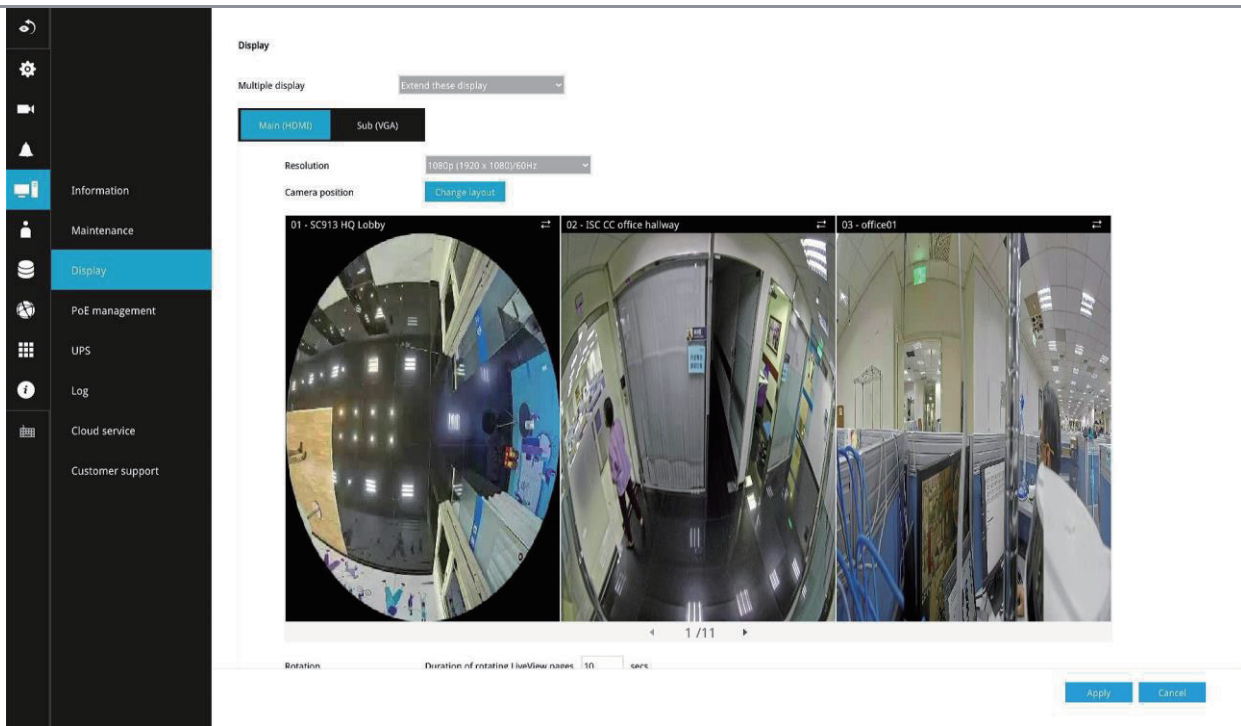 Display
Multiple display
Extend these display
Main (HDMI)
Sub (VGA)
Resolution
1080p (1920 x 1080)/60Hz
Camera position
Change layout
Information
Maintenance
Display
PoE management
UPS
Log
Cloud service
Customer support
01 - SC913 HQ Lobby
02 - ISC CC office hallway
03 - office01
1 /11
Rotation
Duration of rotating LiveView pages 10 secs
Apply
Cancel